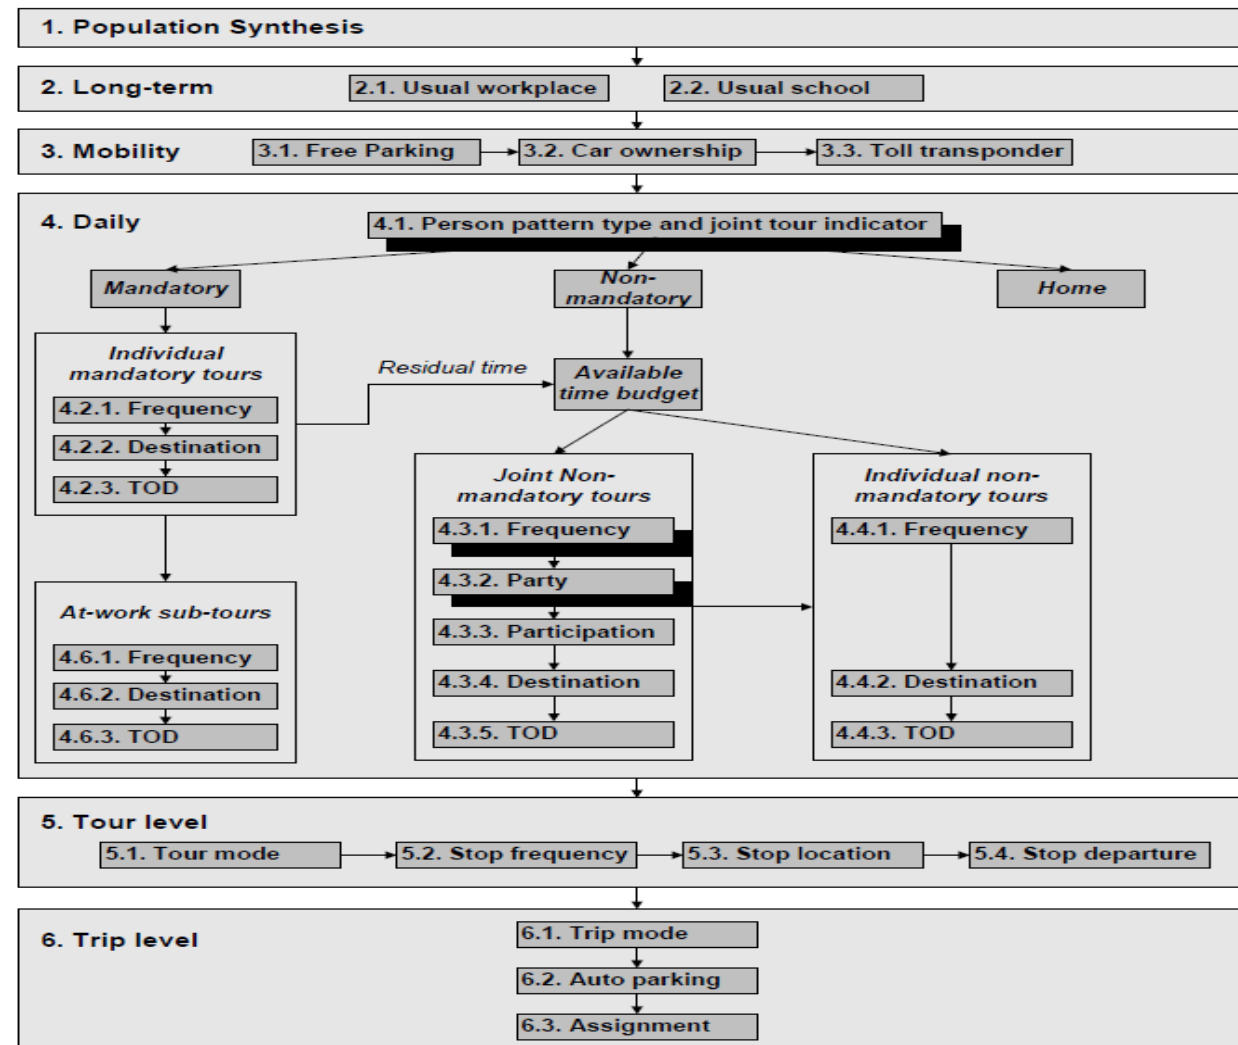 1. Population Synthesis
2. Long-term
2.1. Usual workplace
2.2. Usual school
3. Mobility
3.1. Free Parking
3.2. Car ownership
3.3. Toll transponder
4. Daily
4.1. Person pattern type and joint tour indicator
Mandatory
Non-
mandatory
Home
Individual
mandatory tours
4.2.1. Frequency
4.2.2. Destination
4.2.3. TOD
Residual time
Available
time budget
At-work sub-tours
4.6.1. Frequency
4.6.2. Destination
4.6.3. TOD
Joint Non-
mandatory tours
4.3.1. Frequency
4.3.2. Party
4.3.3. Participation
4.3.4. Destination
4.3.5. TOD
Individual non-
mandatory tours
4.4.1. Frequency
4.4.2. Destination
4.4.3. TOD
5. Tour level
5.1. Tour mode
5.2. Stop frequency
5.3. Stop location
5.4. Stop departure
6. Trip level
6.1. Trip mode
6.2. Auto parking
6.3. Assignment